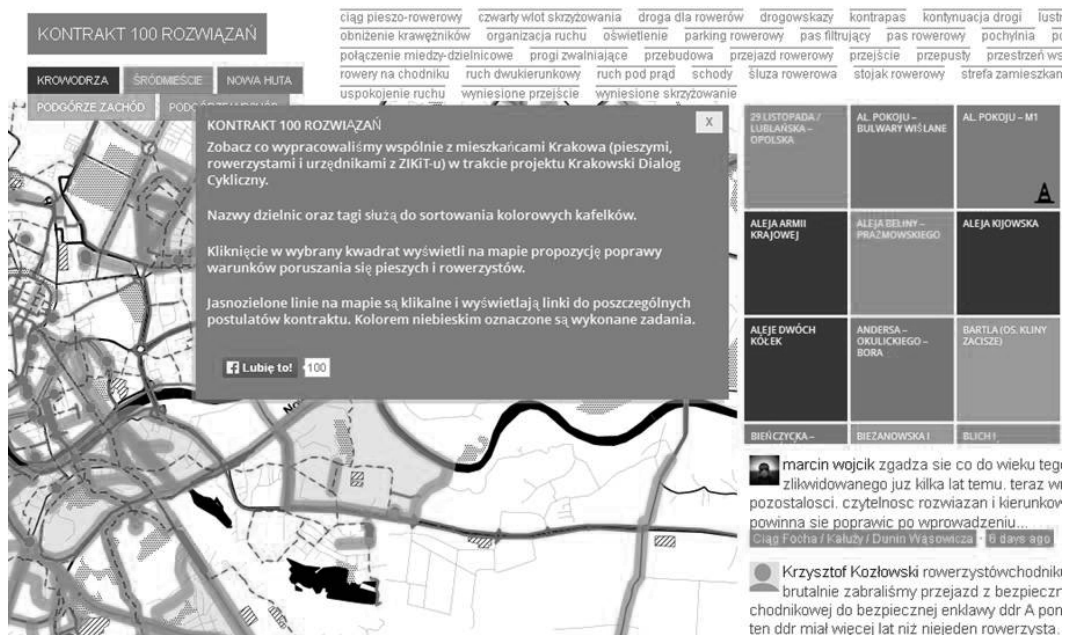 KONTRAKT 100 ROZWIĄZAŃ
KROWODRZA ŚRÓDMIEŚCIE NOWA HUTA
PODGÓRZE ZACHÓD
ciąg pieszo-rowerowy czwarty wlot skrzyżowania droga dla rowerów drogowskazy kontrapas kontynuacja drogi
obniżenie krawężników organizacja ruchu oświetlenie parking rowerowy pas filtrujący pas rowerowy pochylnia
połączenie miedzy-dzielnicowe progi zwalniające przebudowa przejazd rowerowy przejście przepusty przestrzeń
rowery na chodniku ruch dwukierunkowy ruch pod prąd schody śluza rowerowa stojak rowerowy strefa zamieszkan
uspokojenie ruchu wyniesione przejście wyniesione skrzyżowanie
KONTRAKT 100 ROZWIĄZAŃ X
Zobacz co wypracowaliśmy wspólnie z mieszkańcami Krakowa (pieszymi,
rowerzystami i urzędnikami z ZIKiT-u) w trakcie projektu Krakowski Dialog
Cykliczny.
Nazwy dzielnic oraz tagi służą do sortowania kolorowych kafelków.
Kliknięcie w wybrany kwadrat wyświetli na mapie propozycję poprawy
warunków poruszania się pieszych i rowerzystów.
Jasnozielone linie na mapie są klikalne i wyświetlają linki do poszczególnych
postulatów kontraktu. Kolorem niebieskim oznaczone są wykonane zadania.
Lubię to! 100
29 LISTOPADA /
LUBLAŃSKA –
OPOLSKA
AL. POKOJU –
BULWARY WIŚLANE
AL. POKOJU – M1
ALEJA ARMII
KRAJOWEJ
ALEJA BELINY –
PRAŻMOWSKIEGO
ALEJA KIJOWSKA
ALEJE DWÓCH
KÓŁEK
ANDERSA –
OKULICKIEGO –
BORA
BARTLA (OS. KLINY
ZACISZE)
BIEŃCZYCKA –
BIEŻANOWSKA I
BLICH I
marcin wojcik zgadza sie co do wieku teg
zlikwidowanego juz kilka lat temu. teraz
pozostalosci. czytelnosc rozwiazan i kierunkow
powinna sie poprawic po wprowadzeniu...
Ciąg Focha / Kałuży / Dunin Wąsowicza · 6 days ago
Krzysztof Kozłowski rowerzystówchodnik
brutalnie zabraliśmy przejazd z bezpieczn
chodnikowej do bezpiecznej enklawy ddr A pon
ten ddr miał więcej lat niż niejeden rowerzysta.